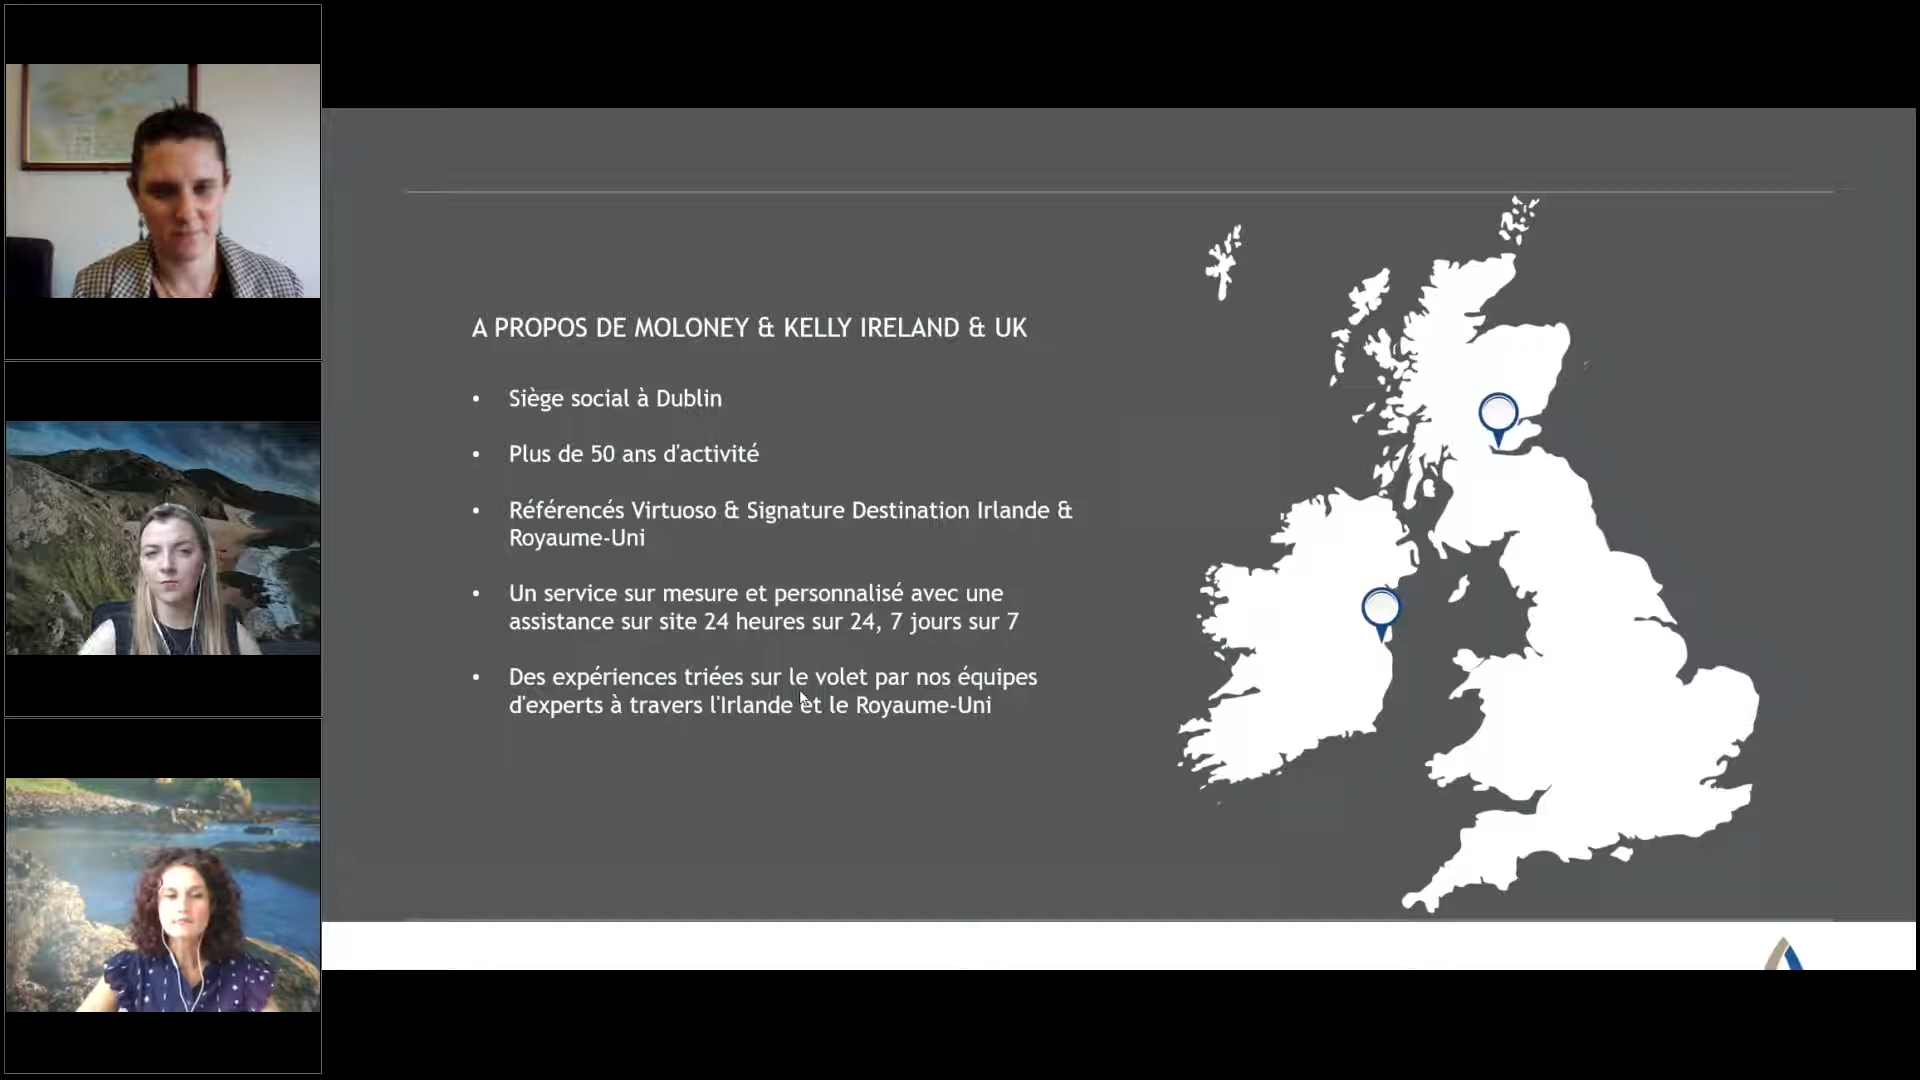 A PROPOS DE MOLONEY & KELLY IRELAND & UK
• Siège social à Dublin
• Plus de 50 ans d'activité
• Référencés Virtuoso & Signature Destination Irlande &
Royaume-Uni
• Un service sur mesure et personnalisé avec une
assistance sur site 24 heures sur 24, 7 jours sur 7
• Des expériences triées sur le volet par nos équipes
d'experts à travers l'Irlande et le Royaume-Uni